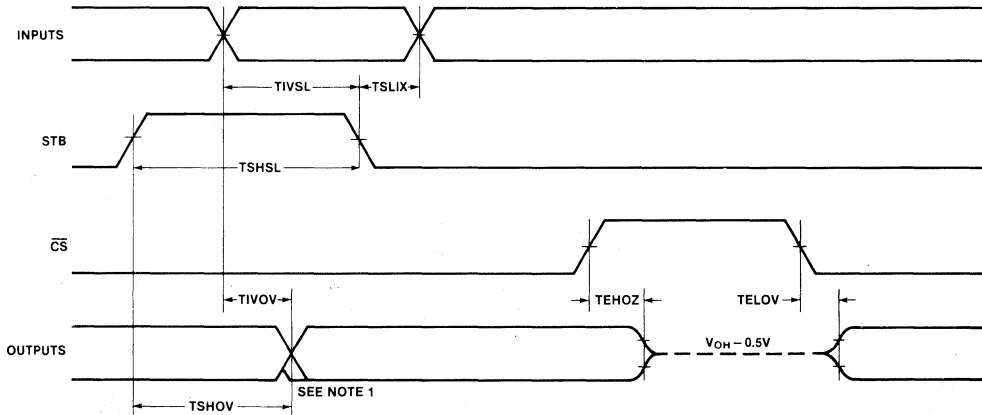 INPUTS
TIVSL
TSLIX
STB
TSHSL
CS
TIVOV
TEHOZ
TELOV
OUTPUTS
VOH – 0.5V
SEE NOTE 1
TSHOV